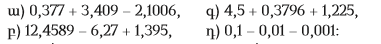 ա) 0,377 + 3,409 – 2,1006, գ) 4,5 + 0,3796 + 1,225,
բ) 12,4589 – 6,27 + 1,395, դ) 0,1 – 0,01 – 0,001: